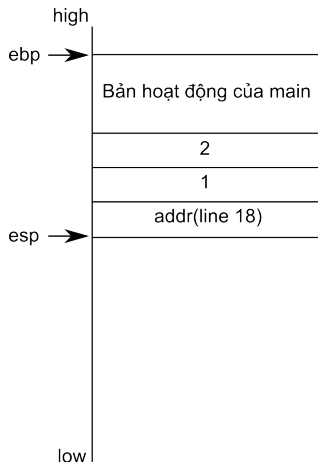 high
ebp
Bản hoạt động của main
2
1
addr(line 18)
esp
low